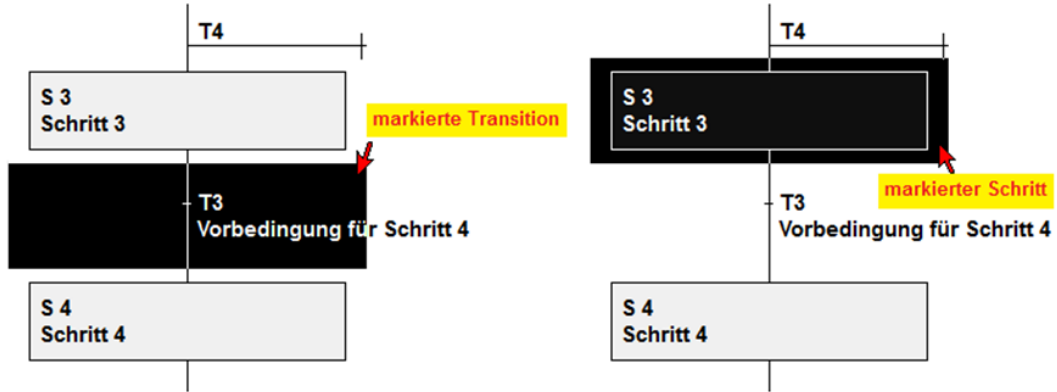 T4
S 3
Schritt 3
markierte Transition
T3
Vorbedingung für Schritt 4
S 4
Schritt 4
T4
S 3
Schritt 3
markierter Schritt
T3
Vorbedingung für Schritt 4
S 4
Schritt 4